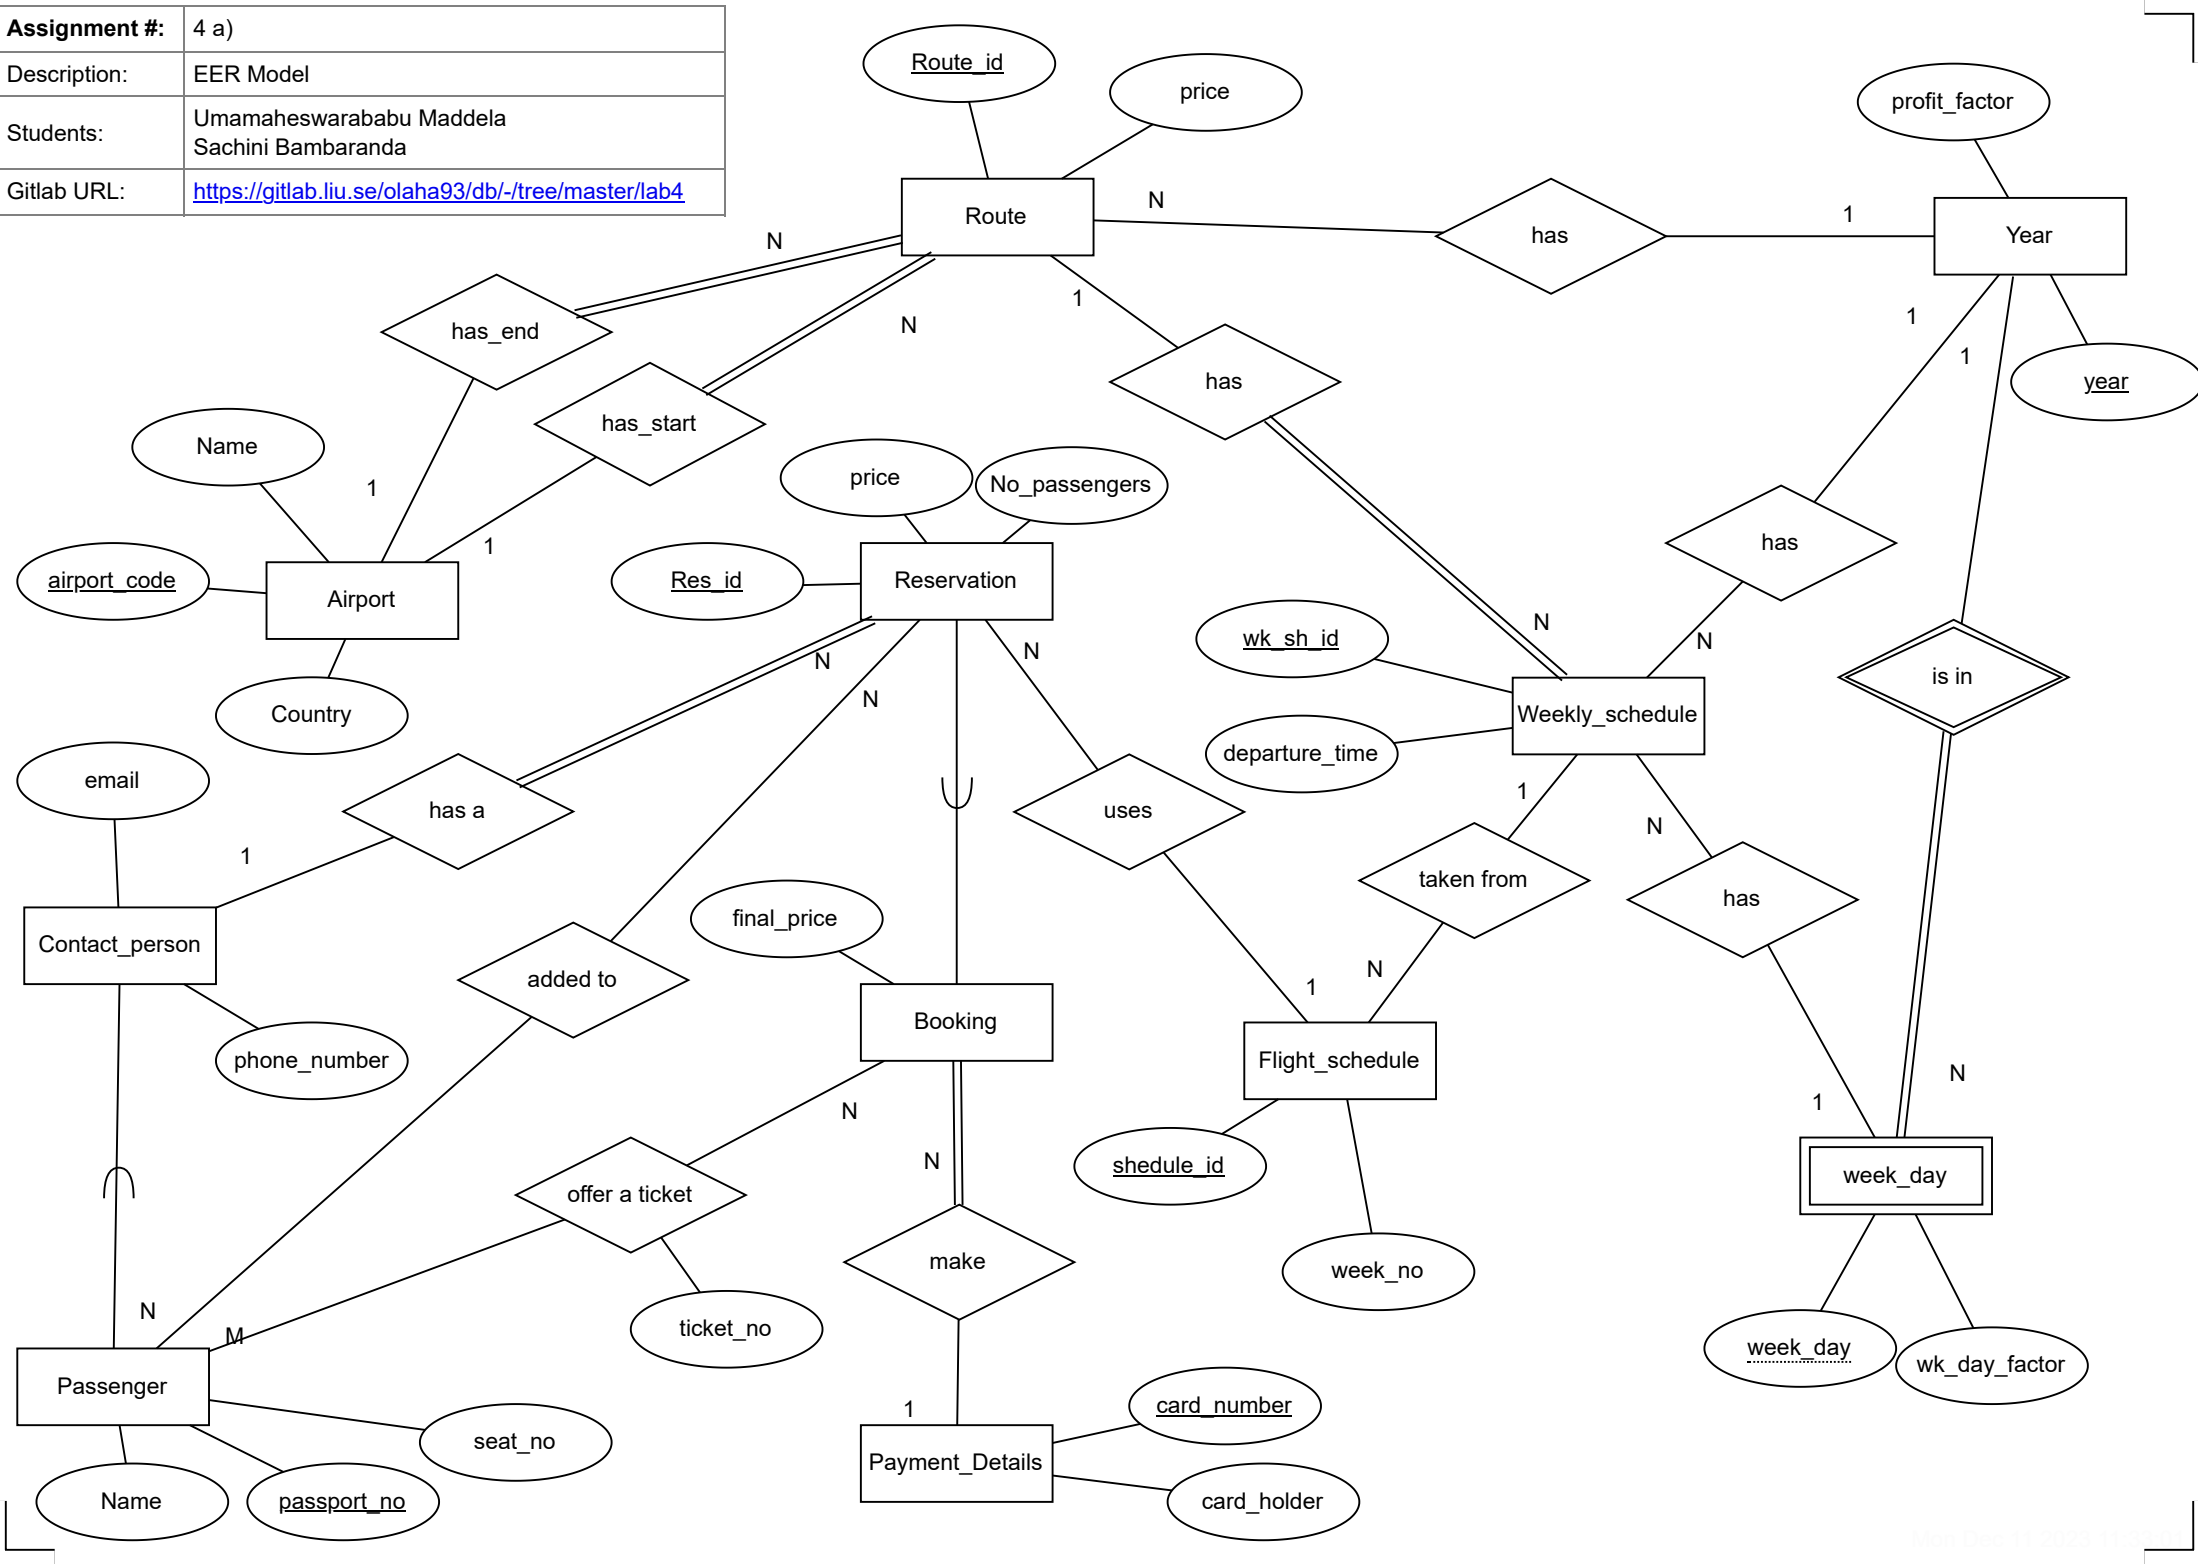 Assignment #: 4 a)
Description: EER Model
Students: Umamaheswarababu Maddela
Sachini Bambaranda
Gitlab URL: https://gitlab.liu.se/olaha93/db/-/tree/master/lab4
Route_id
price
profit_factor
Route
N
has
1
Year
N
has_end
N
1
has
1
1
year
has_start
Name
1
1
price
No_passengers
has
airport_code
Airport
Res_id
Reservation
N
N
wk_sh_id
N
N
is in
Country
N
Weekly_schedule
departure_time
email
has a
uses
1
N
1
taken from
has
final_price
Contact_person
added to
N
1
Booking
phone_number
Flight_schedule
N
N
1
N
shedule_id
week_day
offer a ticket
make
week_no
N
M
ticket_no
week_day
wk_day_factor
Passenger
1
card_number
seat_no
Payment_Details
Name
passport_no
card_holder